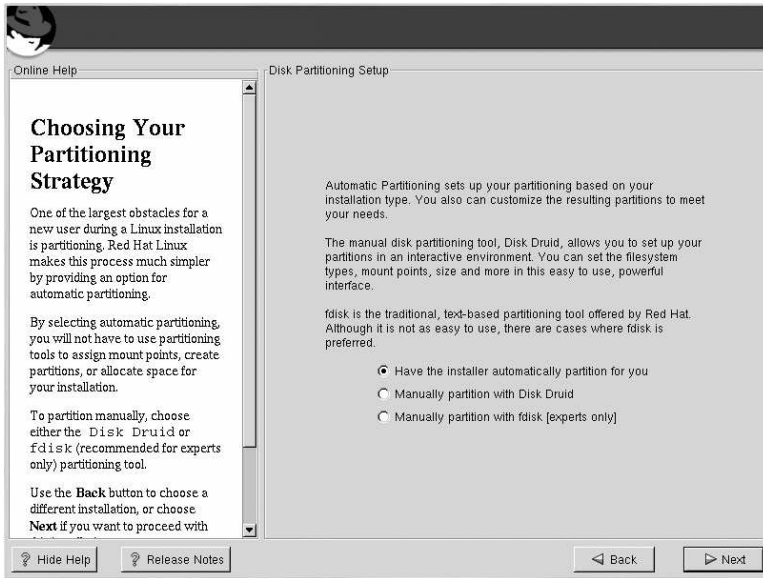 Online Help
Choosing Your
Partitioning
Strategy
One of the largest obstacles for a
new user during a Linux installation
is partitioning. Red Hat Linux
makes this process much simpler
by providing an option for
automatic partitioning.
By selecting automatic partitioning,
you will not have to use partitioning
tools to assign mount points, create
partitions, or allocate space for
your installation.
To partition manually, choose
either the Disk Druid or
fdisk (recommended for experts
only) partitioning tool.
Use the Back button to choose a
different installation, or choose
Next if you want to proceed with
Disk Partitioning Setup
Automatic Partitioning sets up your partitioning based on your
installation type. You also can customize the resulting partitions to meet
your needs.
The manual disk partitioning tool, Disk Druid, allows you to set up your
partitions in an interactive environment. You can set the filesystem
types, mount points, size and more in this easy to use, powerful
interface.
fdisk is the traditional, text-based partitioning tool offered by Red Hat.
Although it is not as easy to use, there are cases where fdisk is
preferred.
Have the installer automatically partition for you
Manually partition with Disk Druid
Manually partition with fdisk [experts only]
Hide Help
Release Notes
Back
Next